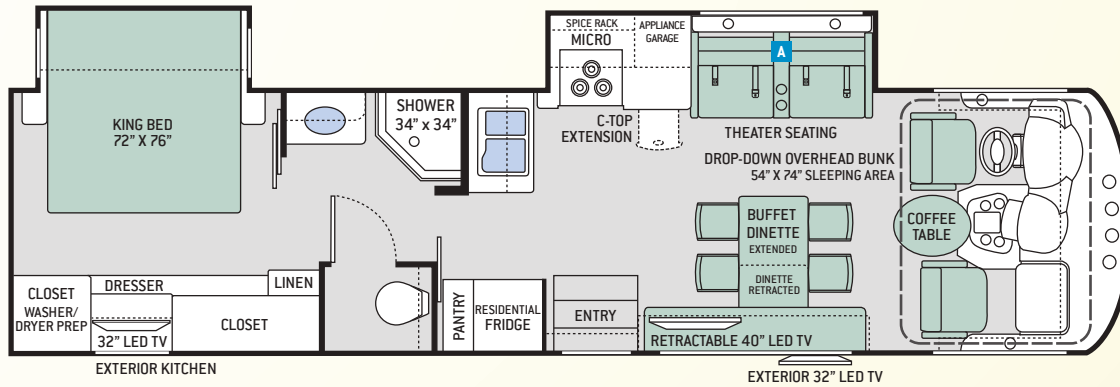 KING BED
72” X 76”
SHOWER
34” x 34”
SPICE RACK
MICRO
APPLIANCE
GARAGE
A
C-TOP
EXTENSION
THEATER SEATING
DROP-DOWN OVERHEAD BUNK
54” X 74” SLEEPING AREA
BUFFET
DINETTE
EXTENDED
DINETTE
RETRACTED
COFFEE
TABLE
CLOSET
WASHER/
DRYER PREP
DRESSER
32” LED TV
LINEN
CLOSET
PANTRY
RESIDENTIAL
FRIDGE
ENTRY
RETRACTABLE 40” LED TV
EXTERIOR KITCHEN
EXTERIOR 32” LED TV